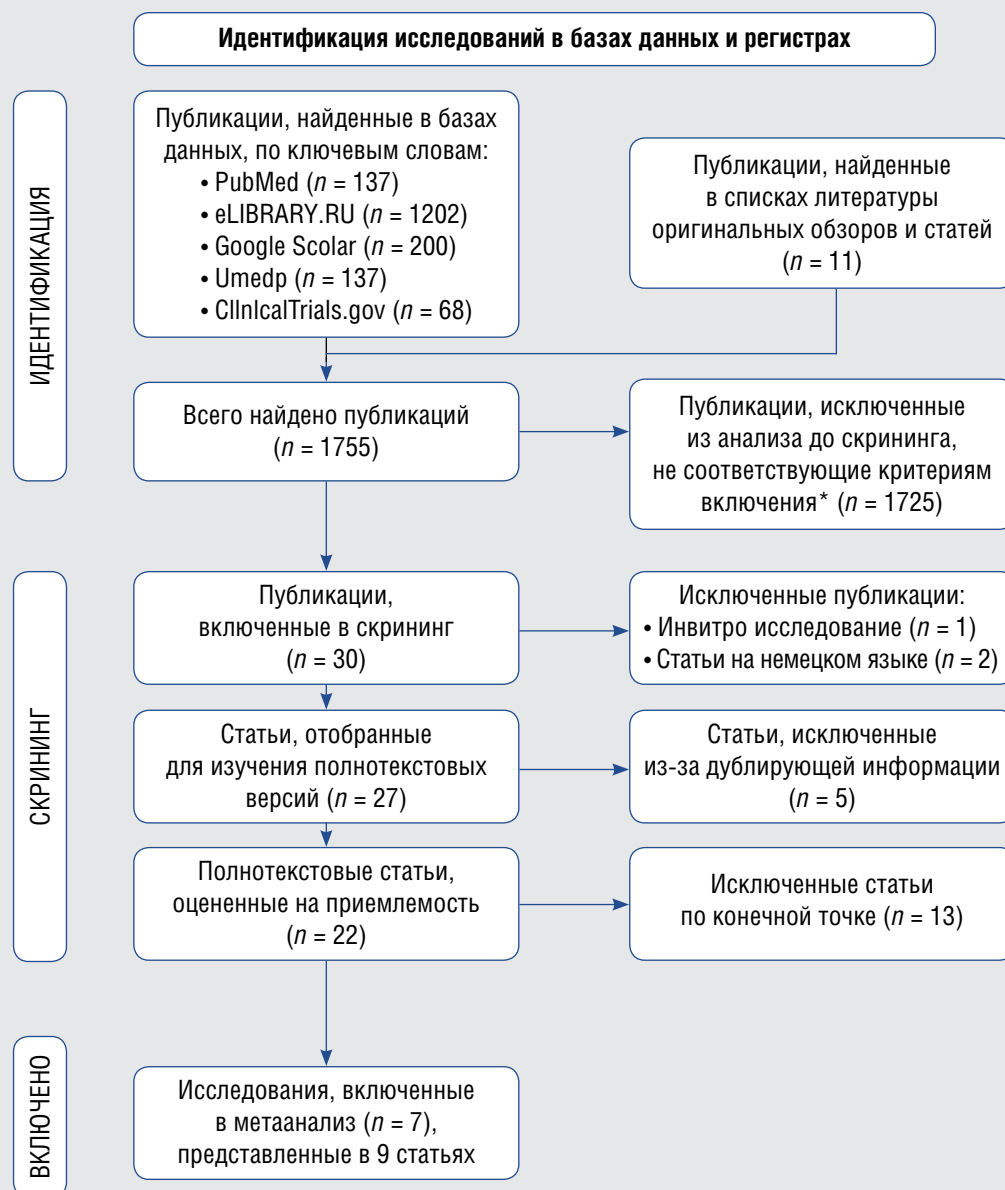 Идентификация исследований в базах данных и регистрах
ИДЕНТИФИКАЦИЯ
Публикации, найденные в базах
данных, по ключевым словам:
• PubMed (n = 137)
• eLIBRARY.RU (n = 1202)
• Google Scolar (n = 200)
• Umedp (n = 137)
• ClInIcalTrials.gov (n = 68)
Публикации, найденные
в списках литературы
оригинальных обзоров и статей
(n = 11)
Всего найдено публикаций
(n = 1755)
Публикации, исключенные
из анализа до скрининга,
не соответствующие критериям
включения* (n = 1725)
СКРИНИНГ
Публикации,
включенные в скрининг
(n = 30)
Исключенные публикации:
• Инвитро исследование (n = 1)
• Статьи на немецком языке (n = 2)
Статьи, отобранные
для изучения полнотекстовых
версий (n = 27)
Статьи, исключенные
из-за дублирующей информации
(n = 5)
Полнотекстовые статьи,
оцененные на приемлемость
(n = 22)
Исключенные статьи
по конечной точке (n = 13)
ВКЛЮЧЕНО
Исследования, включенные
в метаанализ (n = 7),
представленные в 9 статьях